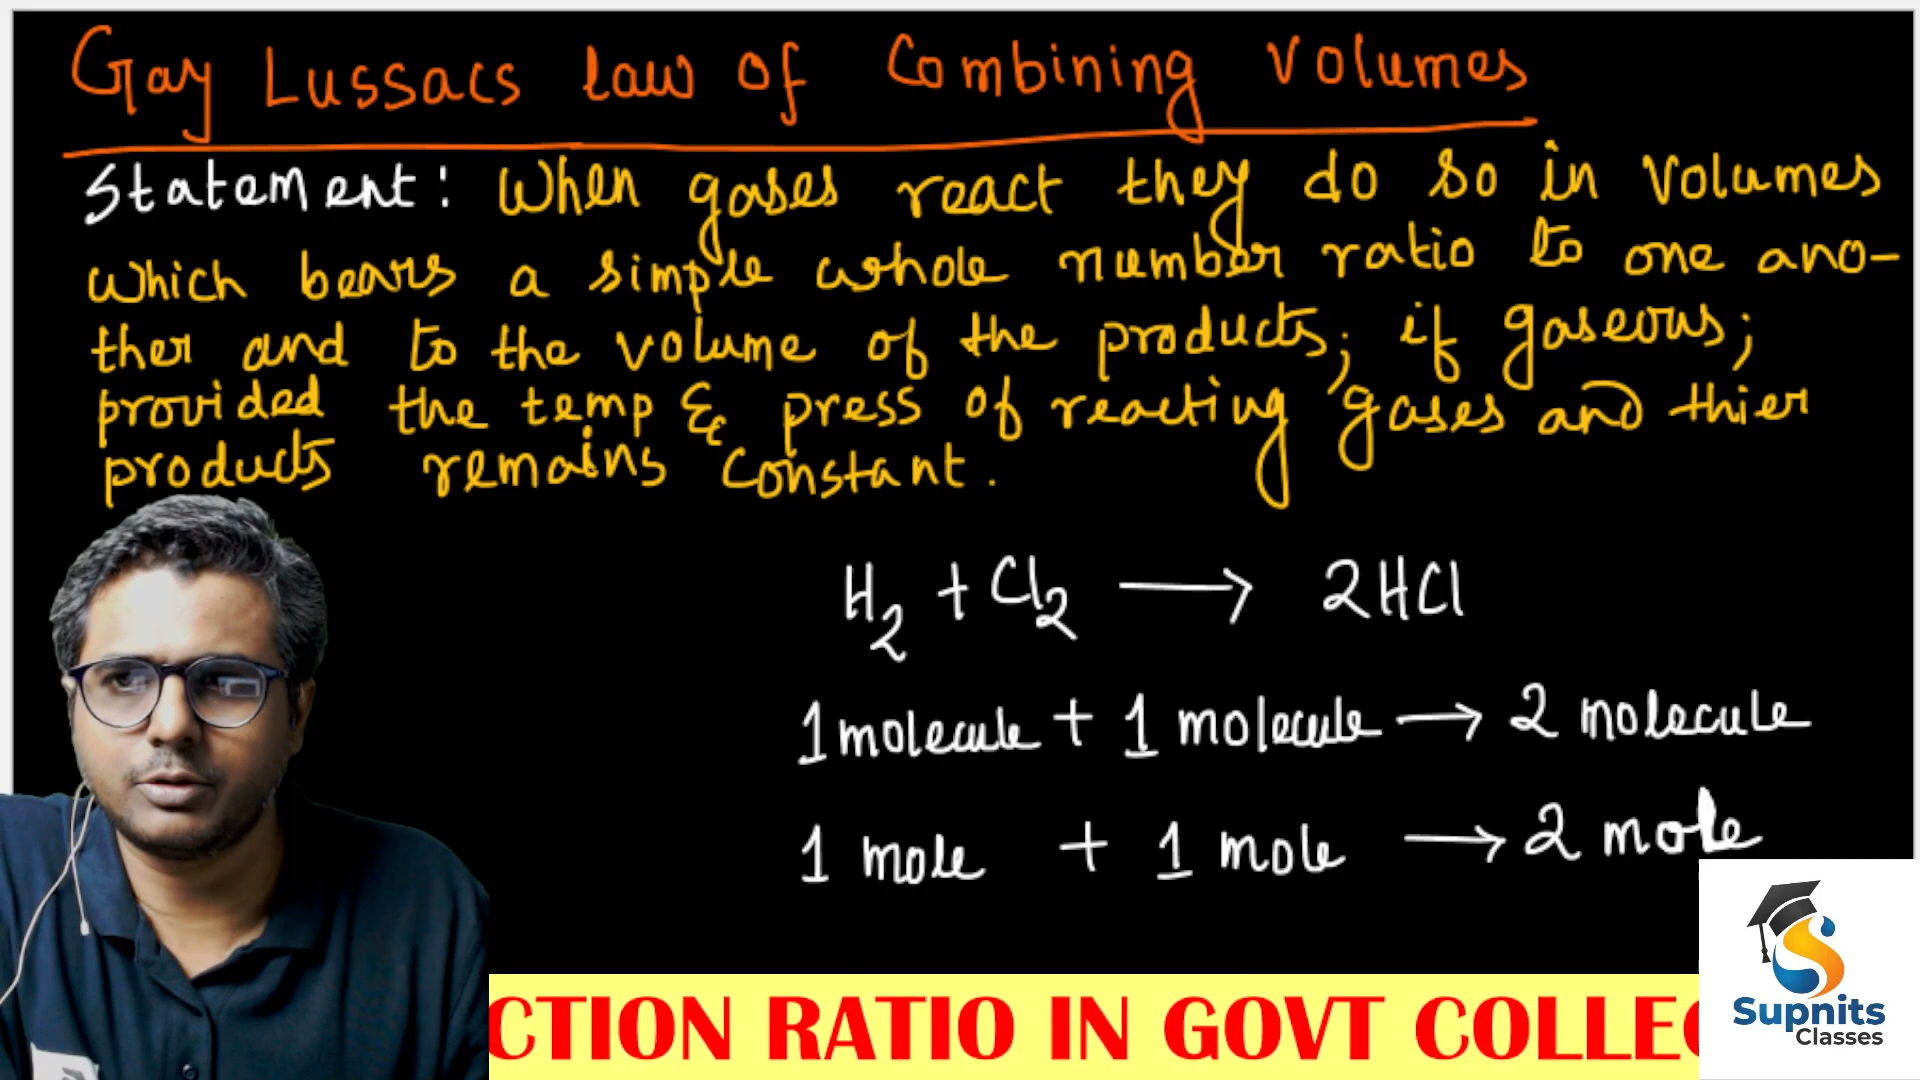 Gay Lussacs law of Combining Volumes
Statement: When gases react they do so in Volumes
which bears a simple whole number ratio to one ano-
ther and to the volume of the products; if gaseous;
provided the temp & press of reacting gases and thier
products remains constant.
H₂ + Cl₂ ⟶ 2HCl
1 molecule + 1 molecule ⟶ 2 molecule
1 mole + 1 mole ⟶ 2 mole
CTION RATIO IN GOVT COLLEG
Supnits
Classes